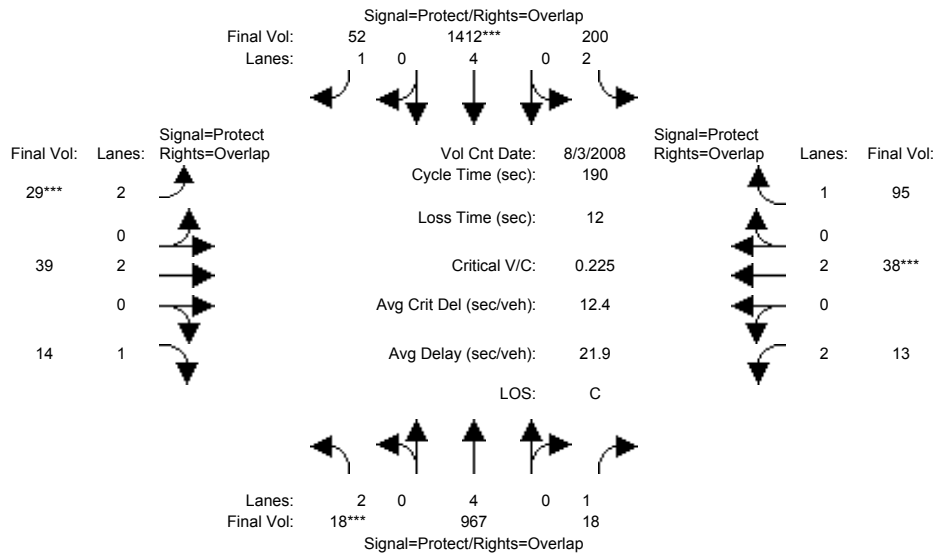 Signal=Protect/Rights=Overlap
Final Vol: 52 1412*** 200
Lanes: 1 0 4 0 2
Signal=Protect
Final Vol: Lanes: Rights=Overlap
Vol Cnt Date: 8/3/2008
Signal=Protect
Rights=Overlap Lanes: Final Vol:
Cycle Time (sec): 190
29*** 2
1 95
Loss Time (sec): 12
0
0
39 2
Critical V/C: 0.225
2 38***
0
Avg Crit Del (sec/veh): 12.4
0
14 1
Avg Delay (sec/veh): 21.9
2 13
LOS: C
Lanes: 2 0 4 0 1
Final Vol: 18*** 967 18
Signal=Protect/Rights=Overlap